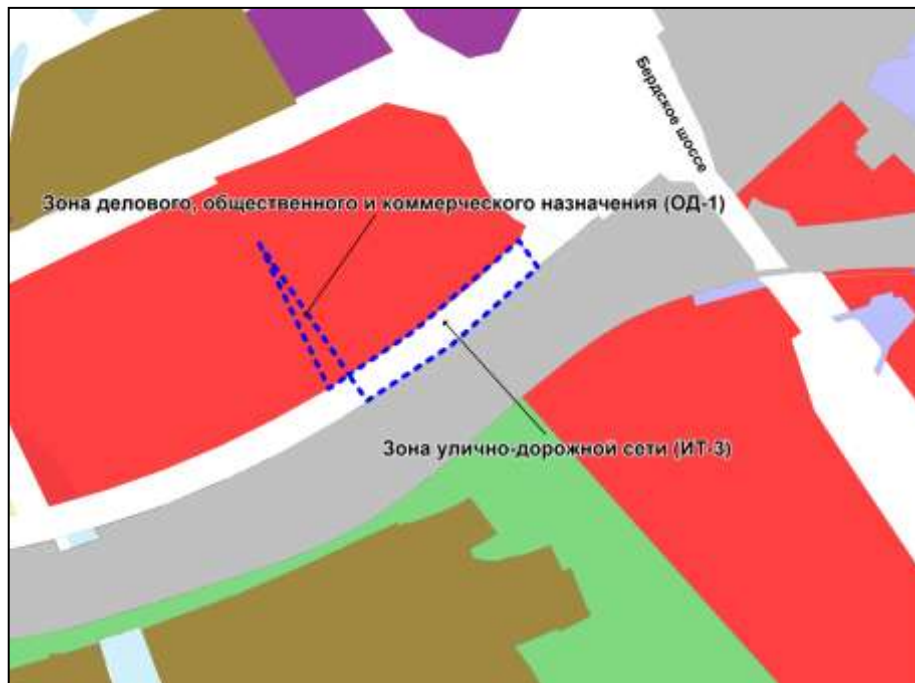 Бердское шоссе
Зона делового, общественного и коммерческого назначения (ОД-1)
Зона улично-дорожной сети (ИТ-3)